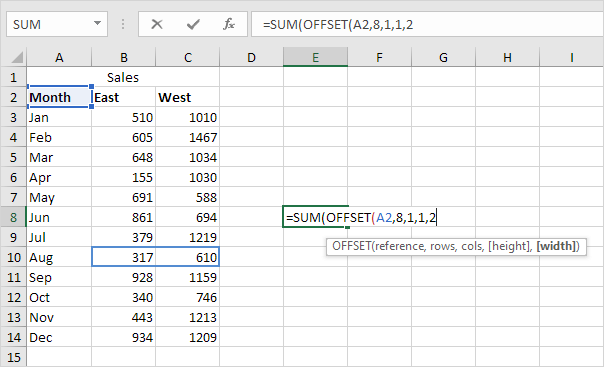 SUM =SUM(OFFSET(A2,8,1,1,2
A B C D E F G H I
1 Sales
2 Month East West
3 Jan 510 1010
4 Feb 605 1467
5 Mar 648 1034
6 Apr 155 1030
7 May 691 588
8 Jun 861 694 =SUM(OFFSET(A2,8,1,1,2
9 Jul 379 1219 OFFSET(reference, rows, cols, [height], [width])
10 Aug 317 610
11 Sep 928 1159
12 Oct 340 746
13 Nov 443 1213
14 Dec 934 1209
15